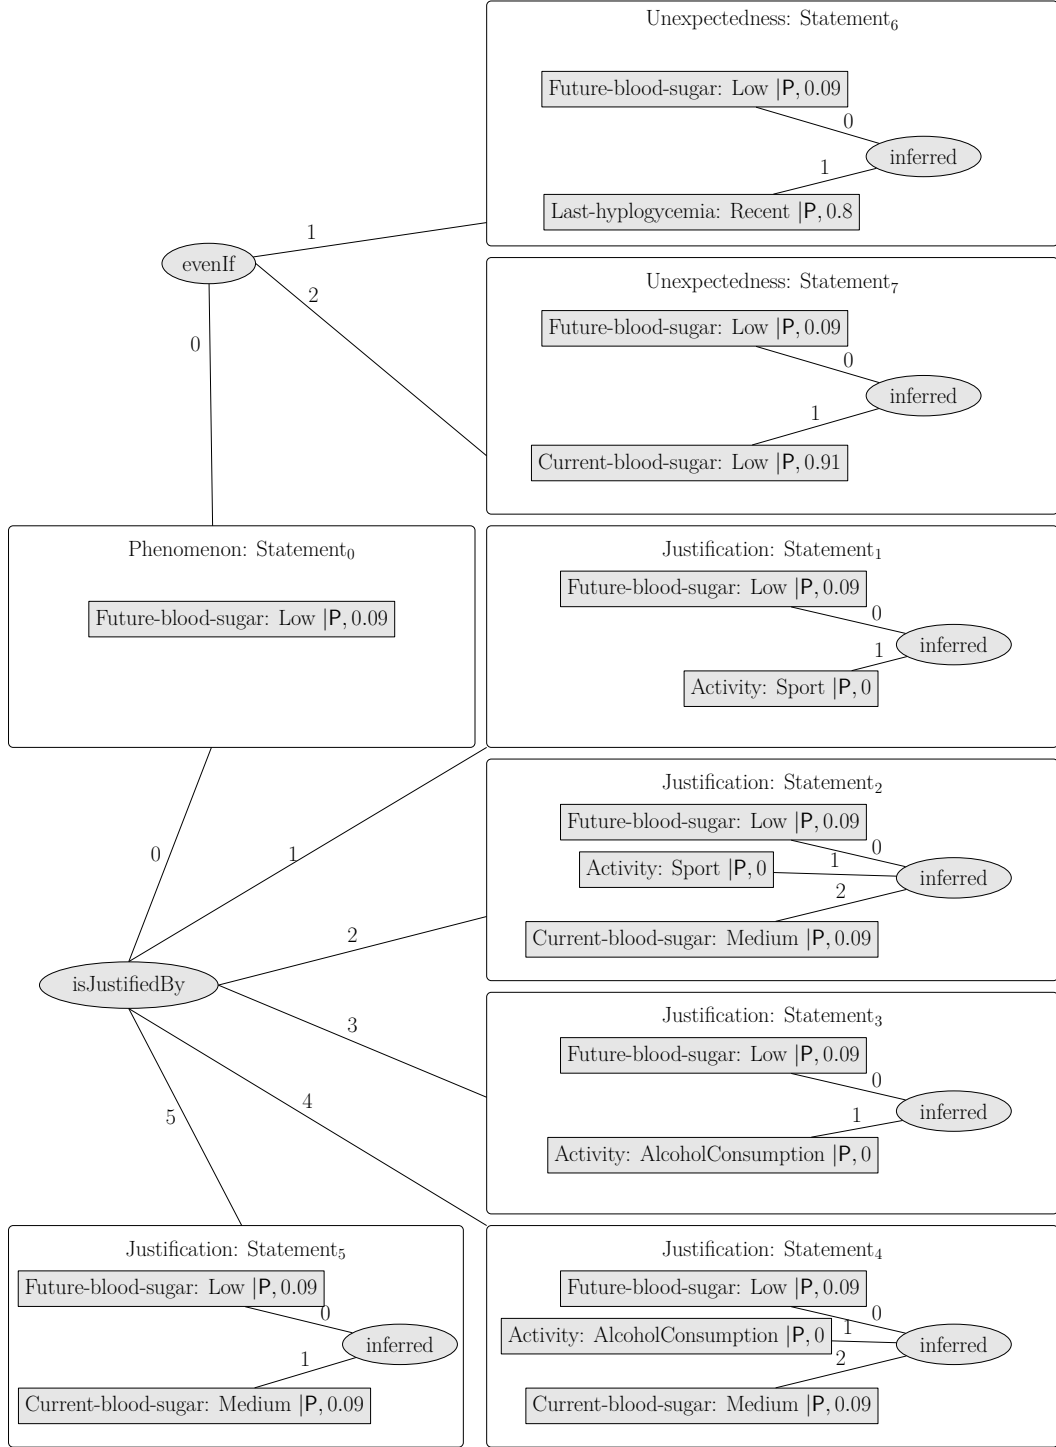 Unexpectedness: Statement₆
Future-blood-sugar: Low |P, 0.09
0
inferred
1
Last-hyplogycemia: Recent |P, 0.8
1
evenIf
2
0
Unexpectedness: Statement₇
Future-blood-sugar: Low |P, 0.09
0
inferred
1
Current-blood-sugar: Low |P, 0.91
Phenomenon: Statement₀
Future-blood-sugar: Low |P, 0.09
Justification: Statement₁
Future-blood-sugar: Low |P, 0.09
0
inferred
1
Activity: Sport |P, 0
Justification: Statement₂
Future-blood-sugar: Low |P, 0.09
0
Activity: Sport |P, 0
1
inferred
2
Current-blood-sugar: Medium |P, 0.09
0
1
2
isJustifiedBy
3
4
5
Justification: Statement₃
Future-blood-sugar: Low |P, 0.09
0
inferred
1
Activity: AlcoholConsumption |P, 0
Justification: Statement₅
Future-blood-sugar: Low |P, 0.09
0
inferred
1
Current-blood-sugar: Medium |P, 0.09
Justification: Statement₄
Future-blood-sugar: Low |P, 0.09
0
Activity: AlcoholConsumption |P, 0
1
inferred
2
Current-blood-sugar: Medium |P, 0.09